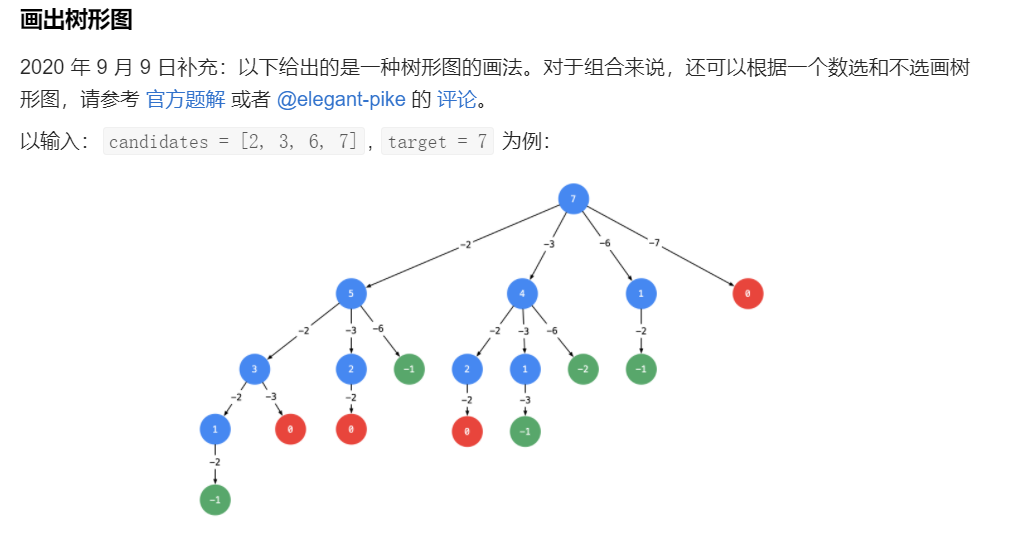 画出树形图
2020 年 9 月 9 日补充：以下给出的是一种树形图的画法。对于组合来说，还可以根据一个数选和不选画树
形图，请参考 官方题解 或者 @elegant-pike 的 评论。
以输入： candidates = [2, 3, 6, 7] ， target = 7 为例：
7
-2 -3 -6 -7
5 4 1 0
-2 -3 -6 -2 -3 -6 -2
3 2 -1 2 1 -2 -1
-2 -3 -2 -2 -3
1 0 0 0 -1
-2
-1